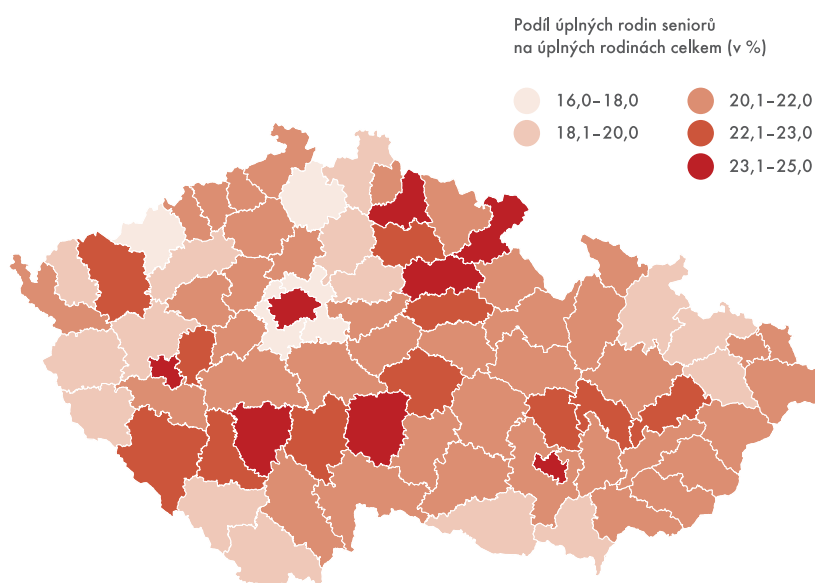 Podíl úplných rodin seniorů
na úplných rodinách celkem (v %)
16,0–18,0
18,1–20,0
20,1–22,0
22,1–23,0
23,1–25,0